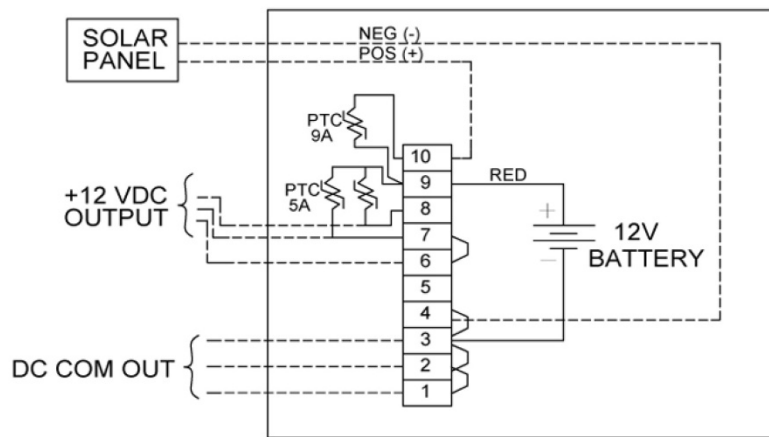 SOLAR
PANEL
NEG (-)
POS (+)
PTC
9A
PTC
5A
+12 VDC
OUTPUT
10
9
8
7
6
5
4
3
2
1
RED
+
12V
BATTERY
−
DC COM OUT